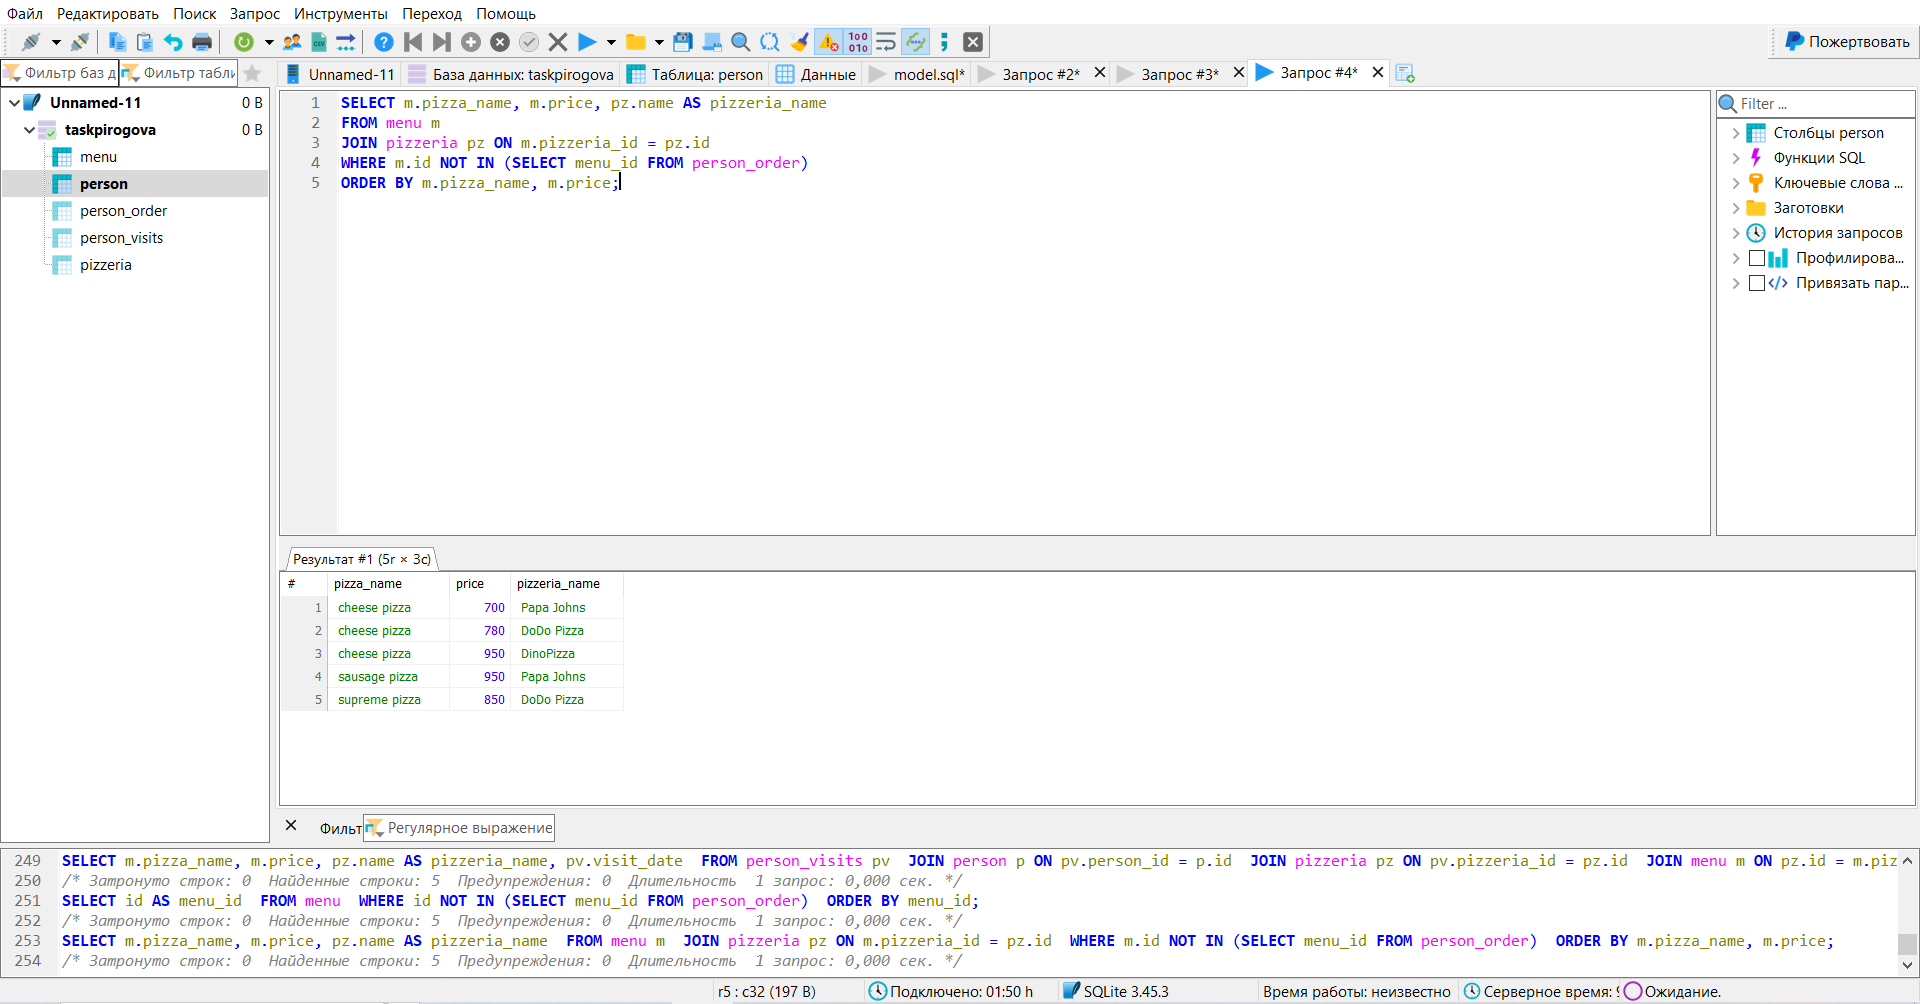 Файл Редактировать Поиск Запрос Инструменты Переход Помощь
Пожертвовать
Фильтр баз д Фильтр табли
Unnamed-11 База данных: taskpirogova Таблица: person Данные model.sql* Запрос #2* Запрос #3* Запрос #4*
Unnamed-11 0 B
taskpirogova 0 B
menu
person
person_order
person_visits
pizzeria
1 SELECT m.pizza_name, m.price, pz.name AS pizzeria_name
2 FROM menu m
3 JOIN pizzeria pz ON m.pizzeria_id = pz.id
4 WHERE m.id NOT IN (SELECT menu_id FROM person_order)
5 ORDER BY m.pizza_name, m.price;
Filter ...
Столбцы person
Функции SQL
Ключевые слова ...
Заготовки
История запросов
Профилирова...
Привязать пар...
Результат #1 (5r × 3c)
# pizza_name price pizzeria_name
1 cheese pizza 700 Papa Johns
2 cheese pizza 780 DoDo Pizza
3 cheese pizza 950 DinoPizza
4 sausage pizza 950 Papa Johns
5 supreme pizza 850 DoDo Pizza
Фильт Регулярное выражение
249 SELECT m.pizza_name, m.price, pz.name AS pizzeria_name, pv.visit_date FROM person_visits pv JOIN person p ON pv.person_id = p.id JOIN pizzeria pz ON pv.pizzeria_id = pz.id JOIN menu m ON pz.id = m.piz
250 /* Затронуто строк: 0 Найденные строки: 5 Предупреждения: 0 Длительность 1 запрос: 0,000 сек. */
251 SELECT id AS menu_id FROM menu WHERE id NOT IN (SELECT menu_id FROM person_order) ORDER BY menu_id;
252 /* Затронуто строк: 0 Найденные строки: 5 Предупреждения: 0 Длительность 1 запрос: 0,000 сек. */
253 SELECT m.pizza_name, m.price, pz.name AS pizzeria_name FROM menu m JOIN pizzeria pz ON m.pizzeria_id = pz.id WHERE m.id NOT IN (SELECT menu_id FROM person_order) ORDER BY m.pizza_name, m.price;
254 /* Затронуто строк: 0 Найденные строки: 5 Предупреждения: 0 Длительность 1 запрос: 0,000 сек. */
r5 : c32 (197 B) Подключено: 01:50 h SQLite 3.45.3 Время работы: неизвестно Серверное время: Ожидание.